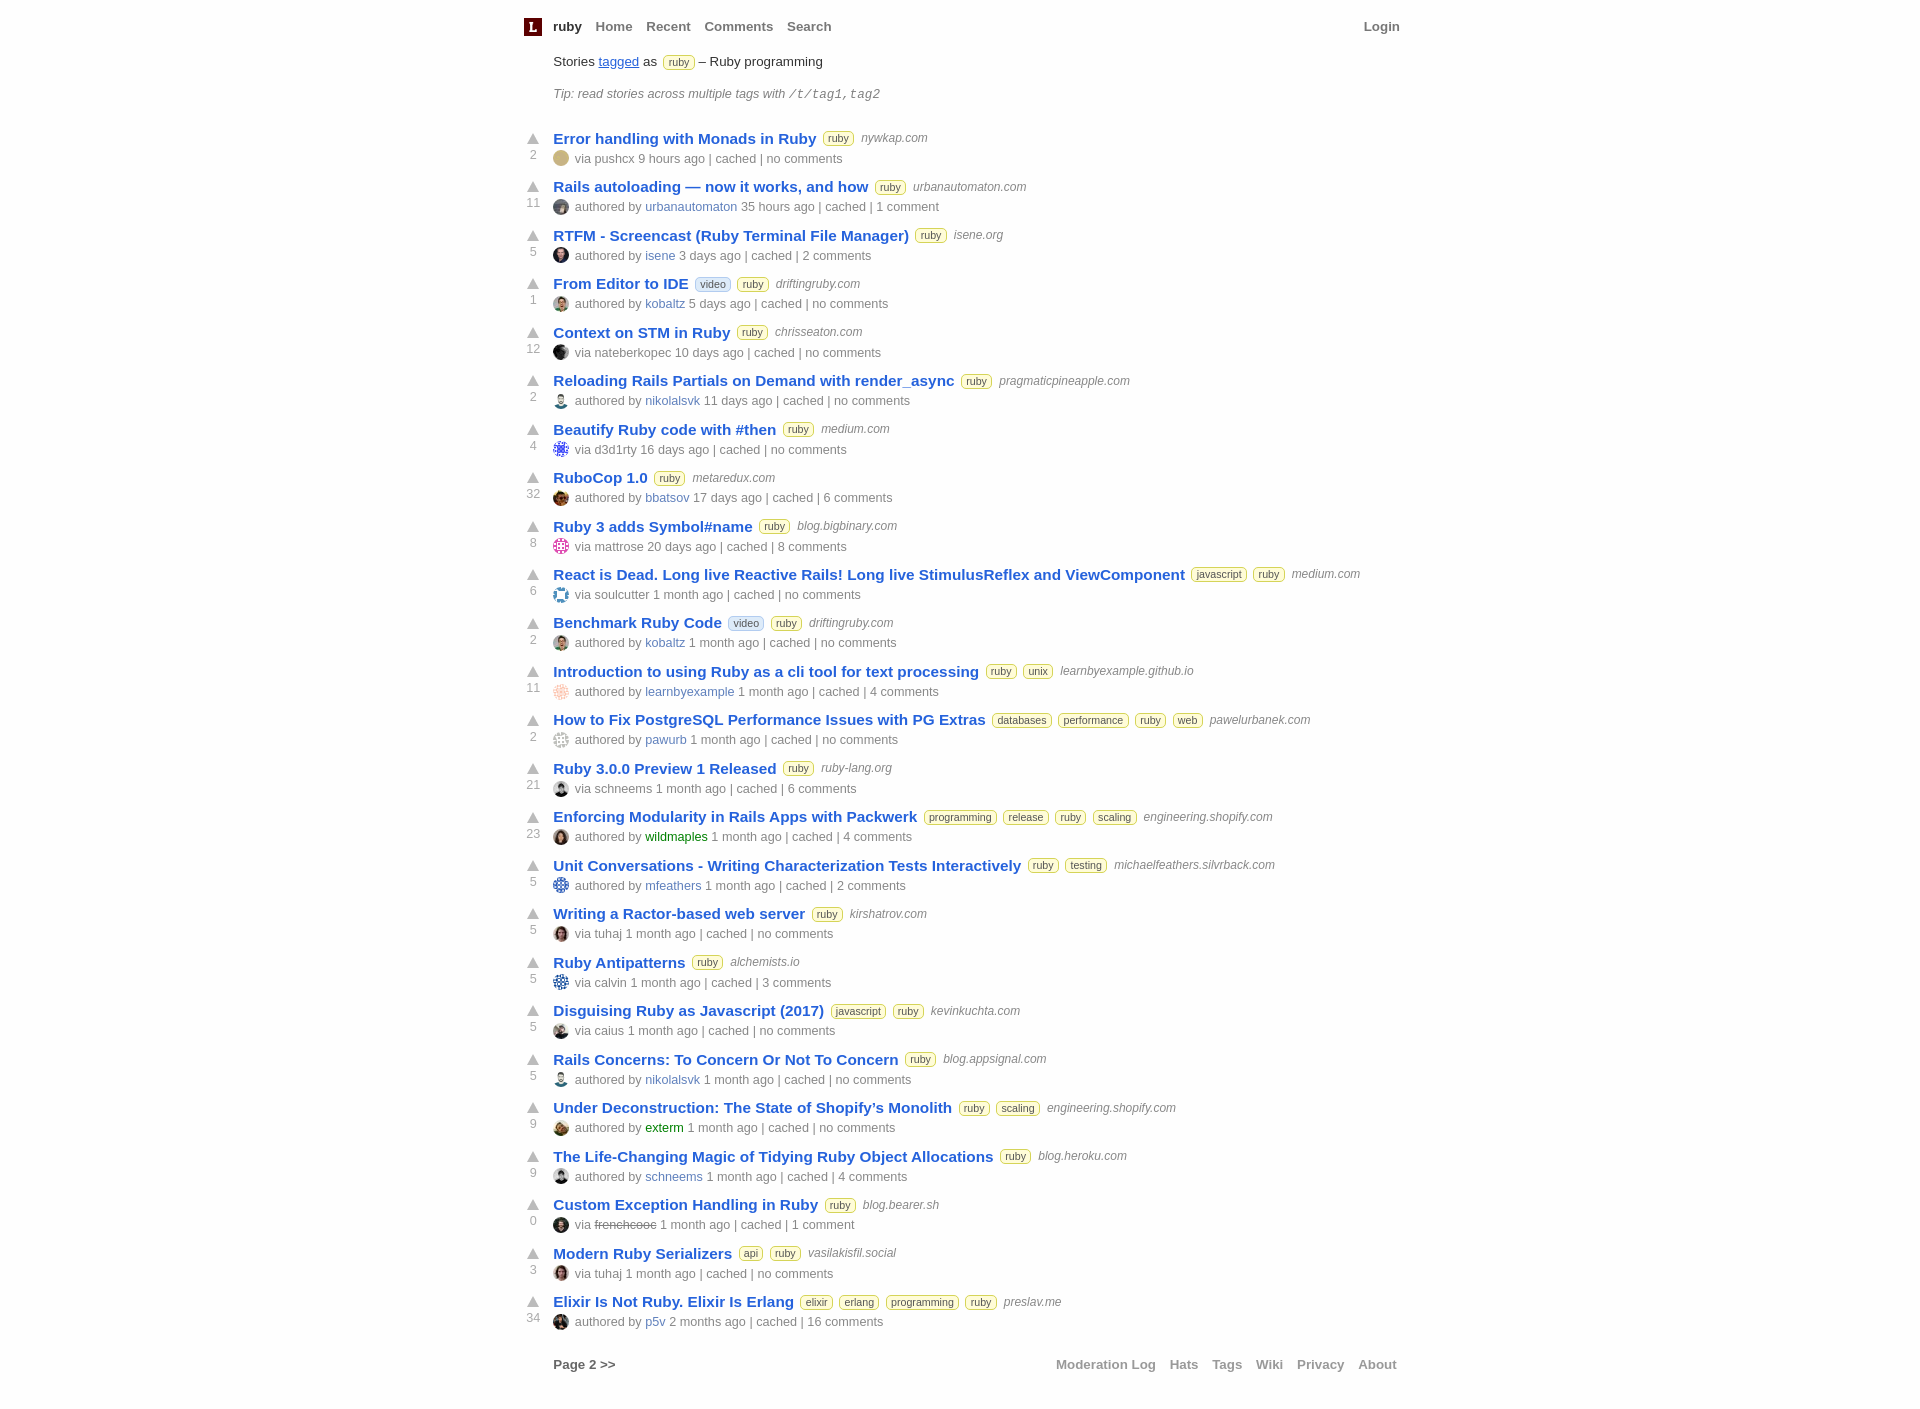 L ruby Home Recent Comments Search Login
Stories tagged as ruby – Ruby programming
Tip: read stories across multiple tags with /t/tag1,tag2
Error handling with Monads in Ruby ruby nywkap.com
2 via pushcx 9 hours ago | cached | no comments
Rails autoloading — now it works, and how ruby urbanautomaton.com
11 authored by urbanautomaton 35 hours ago | cached | 1 comment
RTFM - Screencast (Ruby Terminal File Manager) ruby isene.org
5 authored by isene 3 days ago | cached | 2 comments
From Editor to IDE video ruby driftingruby.com
1 authored by kobaltz 5 days ago | cached | no comments
Context on STM in Ruby ruby chrisseaton.com
12 via nateberkopec 10 days ago | cached | no comments
Reloading Rails Partials on Demand with render_async ruby pragmaticpineapple.com
2 authored by nikolalsvk 11 days ago | cached | no comments
Beautify Ruby code with #then ruby medium.com
4 via d3d1rty 16 days ago | cached | no comments
RuboCop 1.0 ruby metaredux.com
32 authored by bbatsov 17 days ago | cached | 6 comments
Ruby 3 adds Symbol#name ruby blog.bigbinary.com
8 via mattrose 20 days ago | cached | 8 comments
React is Dead. Long live Reactive Rails! Long live StimulusReflex and ViewComponent javascript ruby medium.com
6 via soulcutter 1 month ago | cached | no comments
Benchmark Ruby Code video ruby driftingruby.com
2 authored by kobaltz 1 month ago | cached | no comments
Introduction to using Ruby as a cli tool for text processing ruby unix learnbyexample.github.io
11 authored by learnbyexample 1 month ago | cached | 4 comments
How to Fix PostgreSQL Performance Issues with PG Extras databases performance ruby web pawelurbanek.com
2 authored by pawurb 1 month ago | cached | no comments
Ruby 3.0.0 Preview 1 Released ruby ruby-lang.org
21 via schneems 1 month ago | cached | 6 comments
Enforcing Modularity in Rails Apps with Packwerk programming release ruby scaling engineering.shopify.com
23 authored by wildmaples 1 month ago | cached | 4 comments
Unit Conversations - Writing Characterization Tests Interactively ruby testing michaelfeathers.silvrback.com
5 authored by mfeathers 1 month ago | cached | 2 comments
Writing a Ractor-based web server ruby kirshatrov.com
5 via tuhaj 1 month ago | cached | no comments
Ruby Antipatterns ruby alchemists.io
5 via calvin 1 month ago | cached | 3 comments
Disguising Ruby as Javascript (2017) javascript ruby kevinkuchta.com
5 via caius 1 month ago | cached | no comments
Rails Concerns: To Concern Or Not To Concern ruby blog.appsignal.com
5 authored by nikolalsvk 1 month ago | cached | no comments
Under Deconstruction: The State of Shopify’s Monolith ruby scaling engineering.shopify.com
9 authored by exterm 1 month ago | cached | no comments
The Life-Changing Magic of Tidying Ruby Object Allocations ruby blog.heroku.com
9 authored by schneems 1 month ago | cached | 4 comments
Custom Exception Handling in Ruby ruby blog.bearer.sh
0 via frenchcooc 1 month ago | cached | 1 comment
Modern Ruby Serializers api ruby vasilakisfil.social
3 via tuhaj 1 month ago | cached | no comments
Elixir Is Not Ruby. Elixir Is Erlang elixir erlang programming ruby preslav.me
34 authored by p5v 2 months ago | cached | 16 comments
Page 2 >> Moderation Log Hats Tags Wiki Privacy About